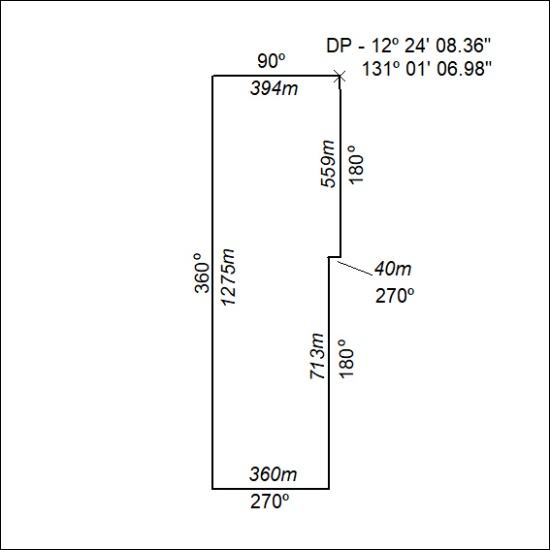 DP - 12º 24' 08.36"
131º 01' 06.98"
90º
394m
559m
180º
360º
1275m
40m
270º
713m
180º
360m
270º